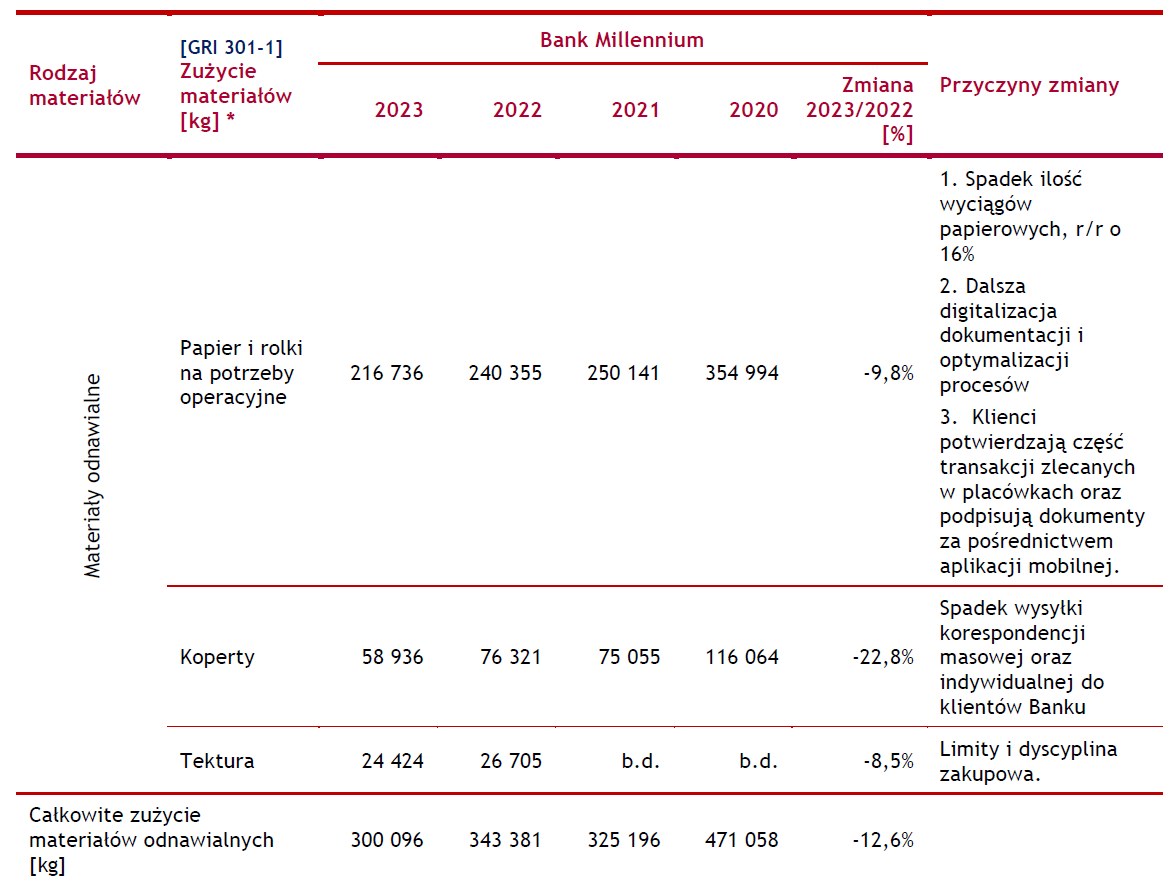 Rodzaj
materiałów
[GRI 301-1]
Zużycie
materiałów
[kg] *
Bank Millennium
2023
2022
2021
2020
Zmiana
2023/2022
[%]
Przyczyny zmiany
Materiały odnawialne
Papier i rolki
na potrzeby
operacyjne
216 736
240 355
250 141
354 994
-9,8%
1. Spadek ilość
wyciągów
papierowych, r/r o
16%
2. Dalsza
digitalizacja
dokumentacji i
optymalizacji
procesów
3. Klienci
potwierdzają część
transakcji zlecanych
w placówkach oraz
podpisują dokumenty
za pośrednictwem
aplikacji mobilnej.
Koperty
58 936
76 321
75 055
116 064
-22,8%
Spadek wysyłki
korespondencji
masowej oraz
indywidualnej do
klientów Banku
Tektura
24 424
26 705
b.d.
b.d.
-8,5%
Limity i dyscyplina
zakupowa.
Całkowite zużycie
materiałów odnawialnych
[kg]
300 096
343 381
325 196
471 058
-12,6%